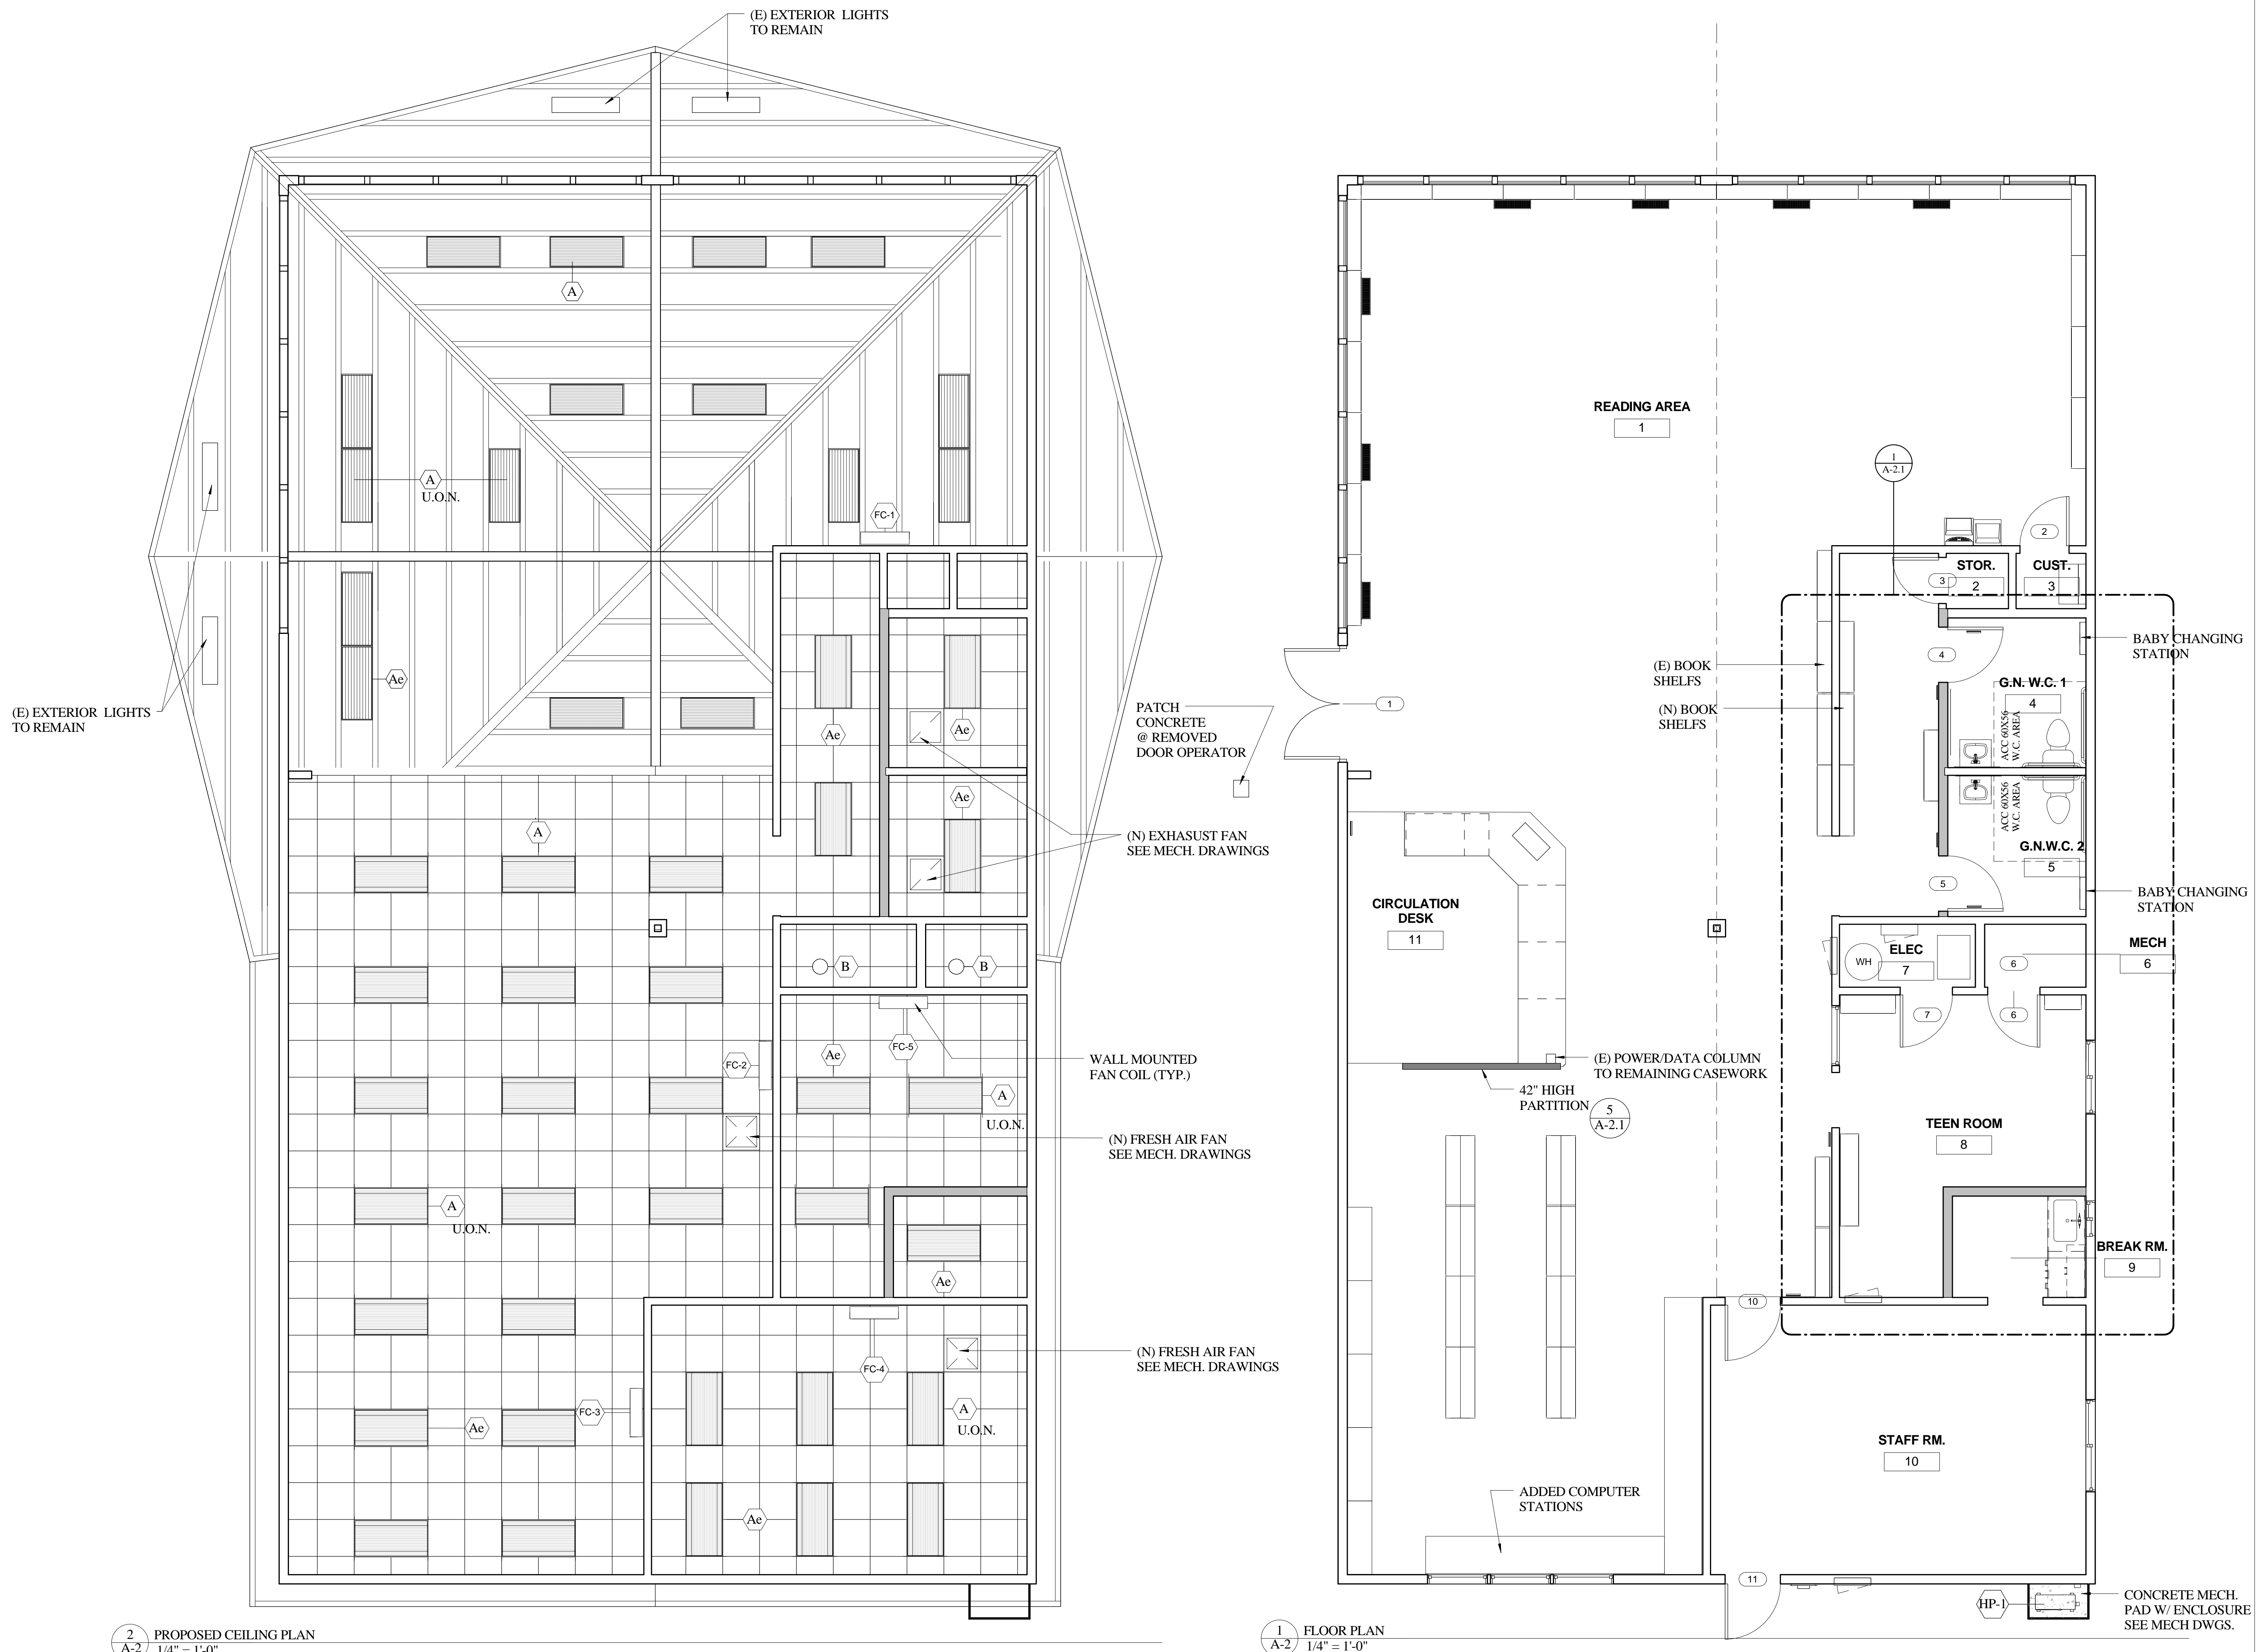 (E) EXTERIOR LIGHTS
TO REMAIN
A
A
U.O.N.
FC-1
Ae
(E) EXTERIOR LIGHTS
TO REMAIN
Ae
Ae
Ae
A
(N) EXHASUST FAN
SEE MECH. DRAWINGS
B
B
FC-2
Ae
FC-5
WALL MOUNTED
FAN COIL (TYP.)
A
U.O.N.
(N) FRESH AIR FAN
SEE MECH. DRAWINGS
A
U.O.N.
Ae
(N) FRESH AIR FAN
SEE MECH. DRAWINGS
FC-4
FC-3
A
U.O.N.
Ae
Ae
2
A-2
PROPOSED CEILING PLAN
1/4" = 1'-0"
READING AREA
1
1
A-2.1
2
STOR.
2
CUST.
3
3
BABY CHANGING
STATION
4
(E) BOOK
SHELFS
G.N. W.C. 1
4
(N) BOOK
SHELFS
ACC 60X56
W.C. AREA
PATCH
CONCRETE
@ REMOVED
DOOR OPERATOR
1
ACC 60X56
W.C. AREA
G.N.W.C. 2
5
5
BABY CHANGING
STATION
CIRCULATION
DESK
11
ELEC
7
WH
MECH
6
6
7
6
(E) POWER/DATA COLUMN
TO REMAINING CASEWORK
42" HIGH
PARTITION
5
A-2.1
TEEN ROOM
8
BREAK RM.
9
10
STAFF RM.
10
ADDED COMPUTER
STATIONS
11
HP-1
CONCRETE MECH.
PAD W/ ENCLOSURE
SEE MECH DWGS.
1
A-2
FLOOR PLAN
1/4" = 1'-0"